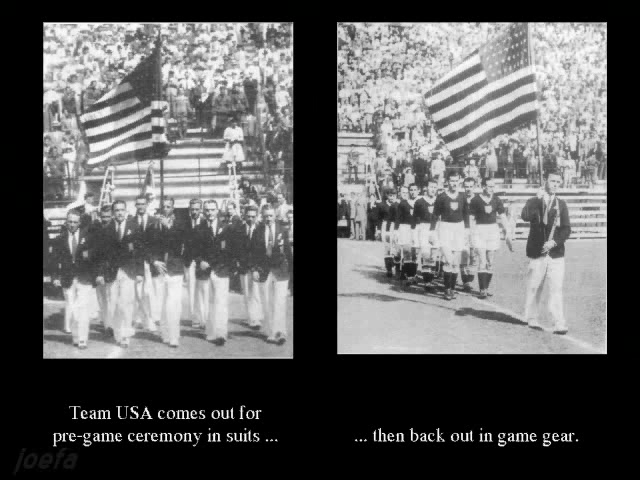 Team USA comes out for
pre-game ceremony in suits ...
... then back out in game gear.
joefa